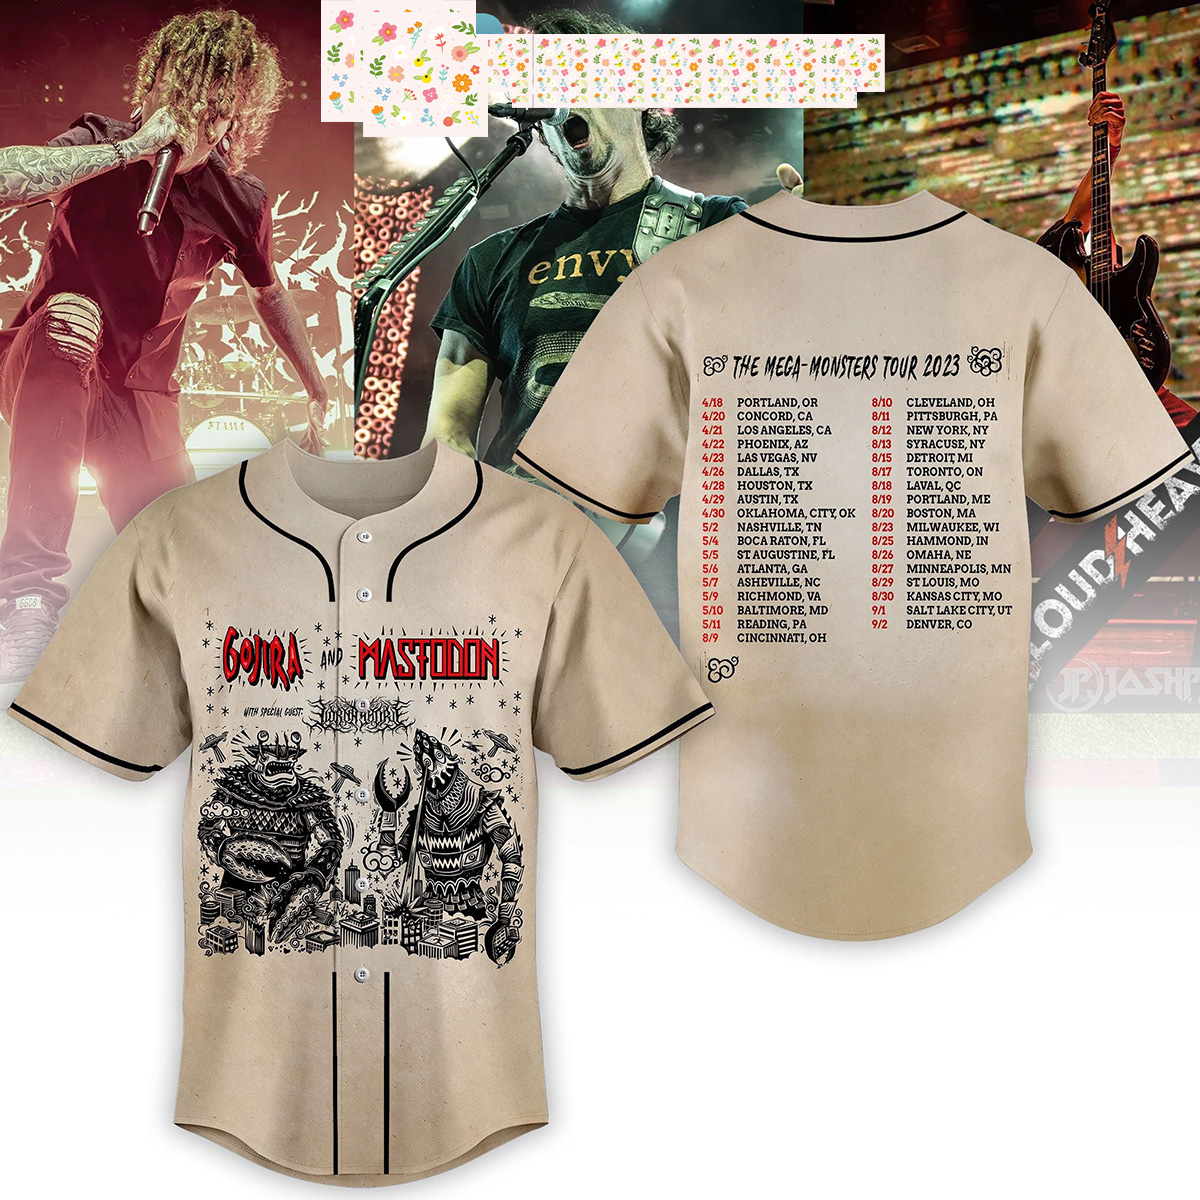 envy
TAMA
GGD8
GOJIRA AND MASTODON
WITH SPECIAL GUEST: LORNA SHORE
THE MEGA-MONSTERS TOUR 2023
4/18 PORTLAND, OR
4/20 CONCORD, CA
4/21 LOS ANGELES, CA
4/22 PHOENIX, AZ
4/23 LAS VEGAS, NV
4/26 DALLAS, TX
4/28 HOUSTON, TX
4/29 AUSTIN, TX
4/30 OKLAHOMA, CITY, OK
5/2 NASHVILLE, TN
5/4 BOCA RATON, FL
5/5 ST AUGUSTINE, FL
5/6 ATLANTA, GA
5/7 ASHEVILLE, NC
5/9 RICHMOND, VA
5/10 BALTIMORE, MD
5/11 READING, PA
8/9 CINCINNATI, OH
8/10 CLEVELAND, OH
8/11 PITTSBURGH, PA
8/12 NEW YORK, NY
8/13 SYRACUSE, NY
8/15 DETROIT, MI
8/17 TORONTO, ON
8/18 LAVAL, QC
8/19 PORTLAND, ME
8/20 BOSTON, MA
8/23 MILWAUKEE, WI
8/25 HAMMOND, IN
8/26 OMAHA, NE
8/27 MINNEAPOLIS, MN
8/29 ST LOUIS, MO
8/30 KANSAS CITY, MO
9/1 SALT LAKE CITY, UT
9/2 DENVER, CO
LOUD HEAV
JOSHP